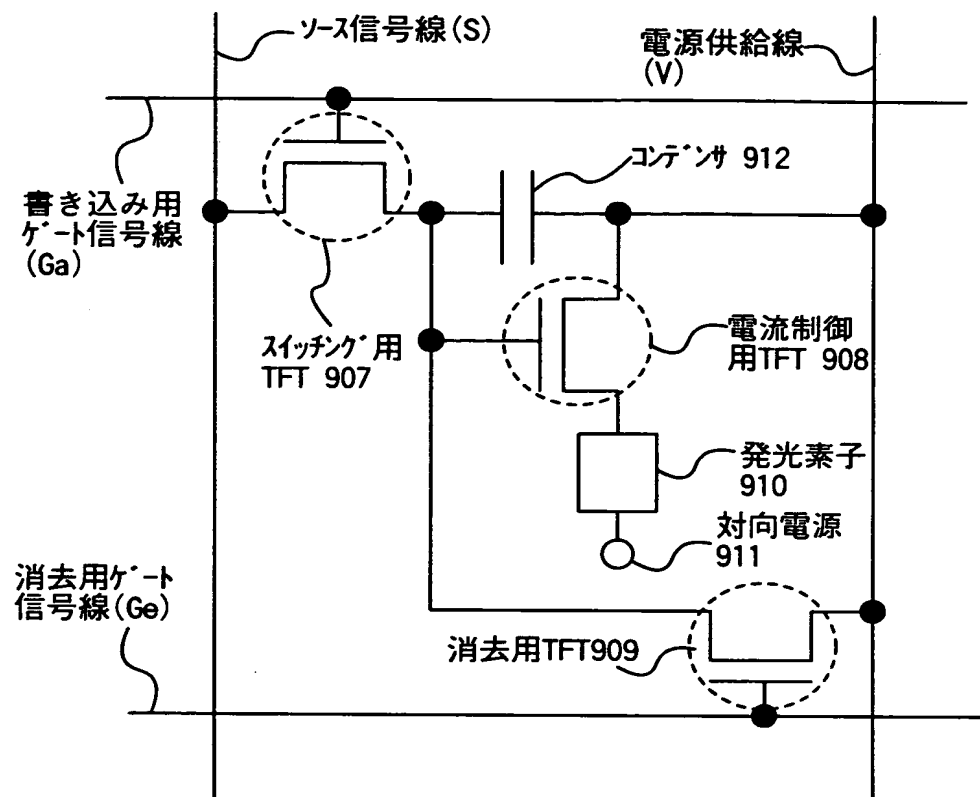 ソース信号線(S)
電源供給線
(V)
コンデンサ 912
書き込み用
ゲート信号線
(Ga)
スイッチング用
TFT 907
電流制御
用TFT 908
発光素子
910
対向電源
911
消去用ゲート
信号線(Ge)
消去用TFT909